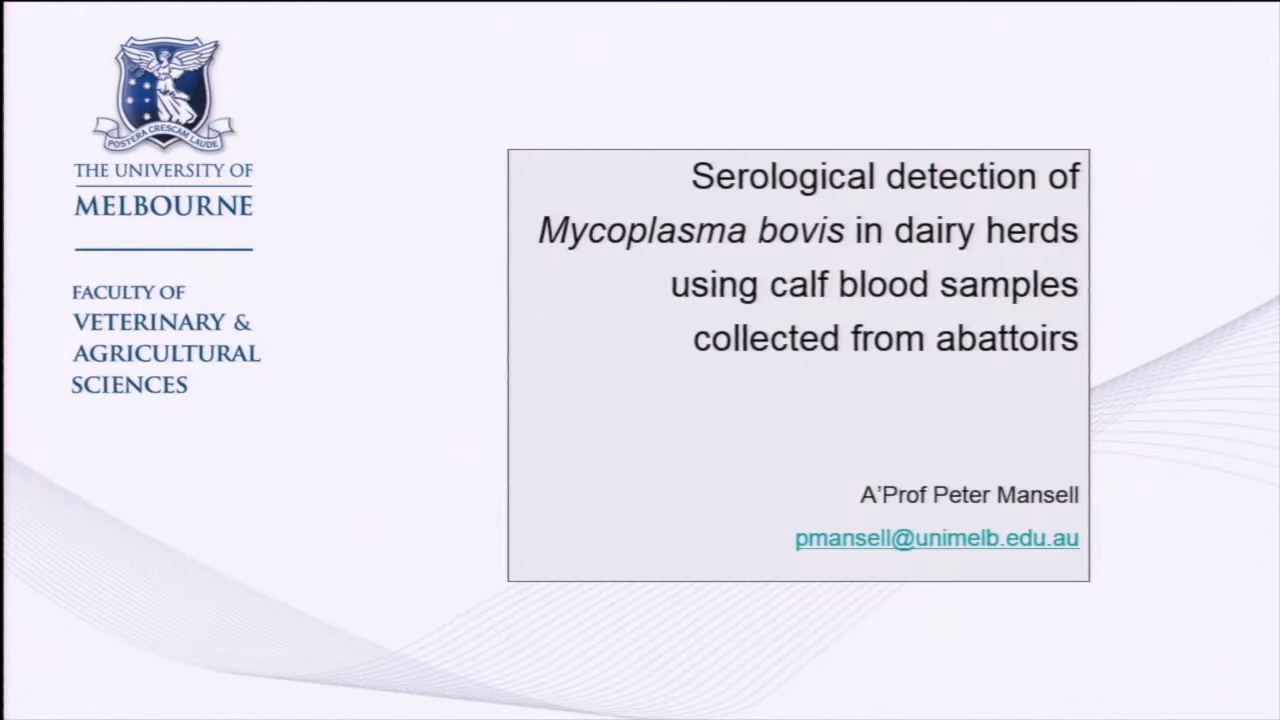 POSTERA CRESCAM LAUDE
THE UNIVERSITY OF
MELBOURNE
FACULTY OF
VETERINARY &
AGRICULTURAL
SCIENCES
Serological detection of
Mycoplasma bovis in dairy herds
using calf blood samples
collected from abattoirs
A'Prof Peter Mansell
pmansell@unimelb.edu.au